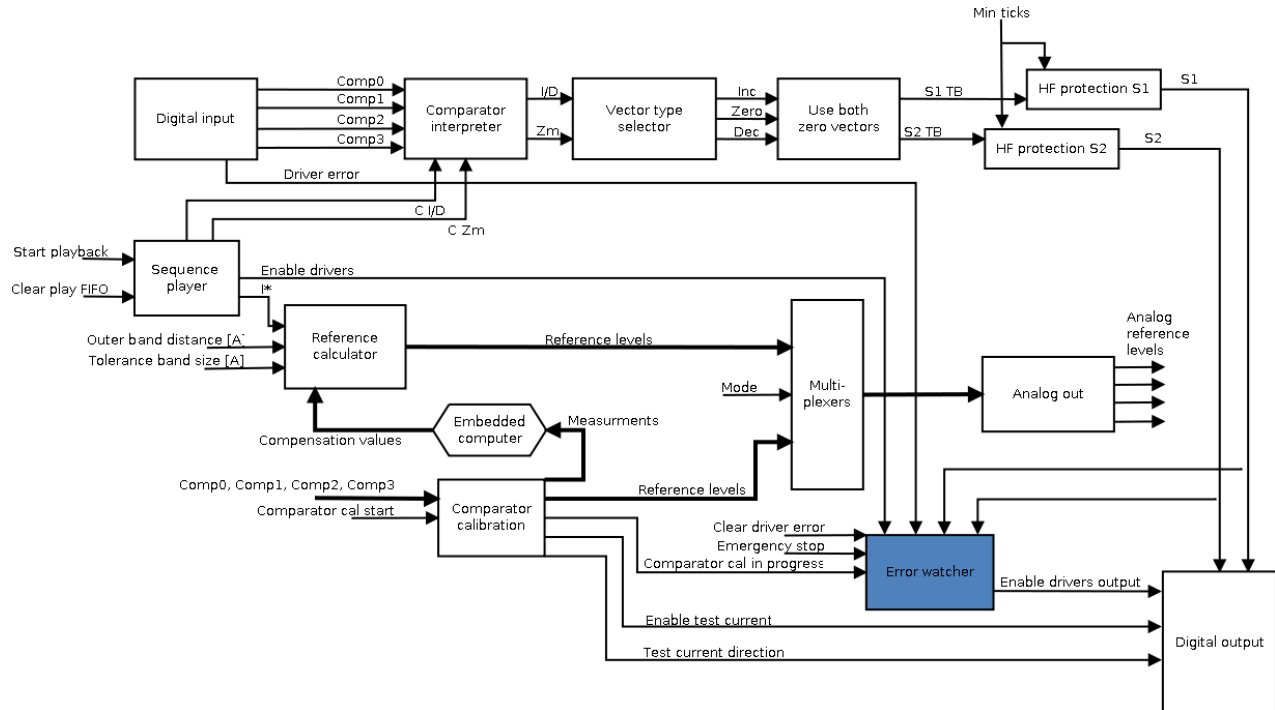 Min ticks
Comp0
Comp1
Comp2
Comp3
Digital input
Comparator
interpreter
I/D
Zm
Vector type
selector
Inc
Zero
Dec
Use both
zero vectors
S1 TB
S2 TB
HF protection S1
S1
HF protection S2
S2
Driver error
C I/D
C Zm
Start playback
Clear play FIFO
Sequence
player
Enable drivers
I*
Outer band distance [A]
Tolerance band size [A]
Reference
calculator
Reference levels
Mode
Multi-
plexers
Analog out
Analog
reference
levels
Embedded
computer
Measurments
Compensation values
Comp0, Comp1, Comp2, Comp3
Comparator cal start
Comparator
calibration
Reference levels
Clear driver error
Emergency stop
Comparator cal in progress
Error watcher
Enable drivers output
Enable test current
Test current direction
Digital output